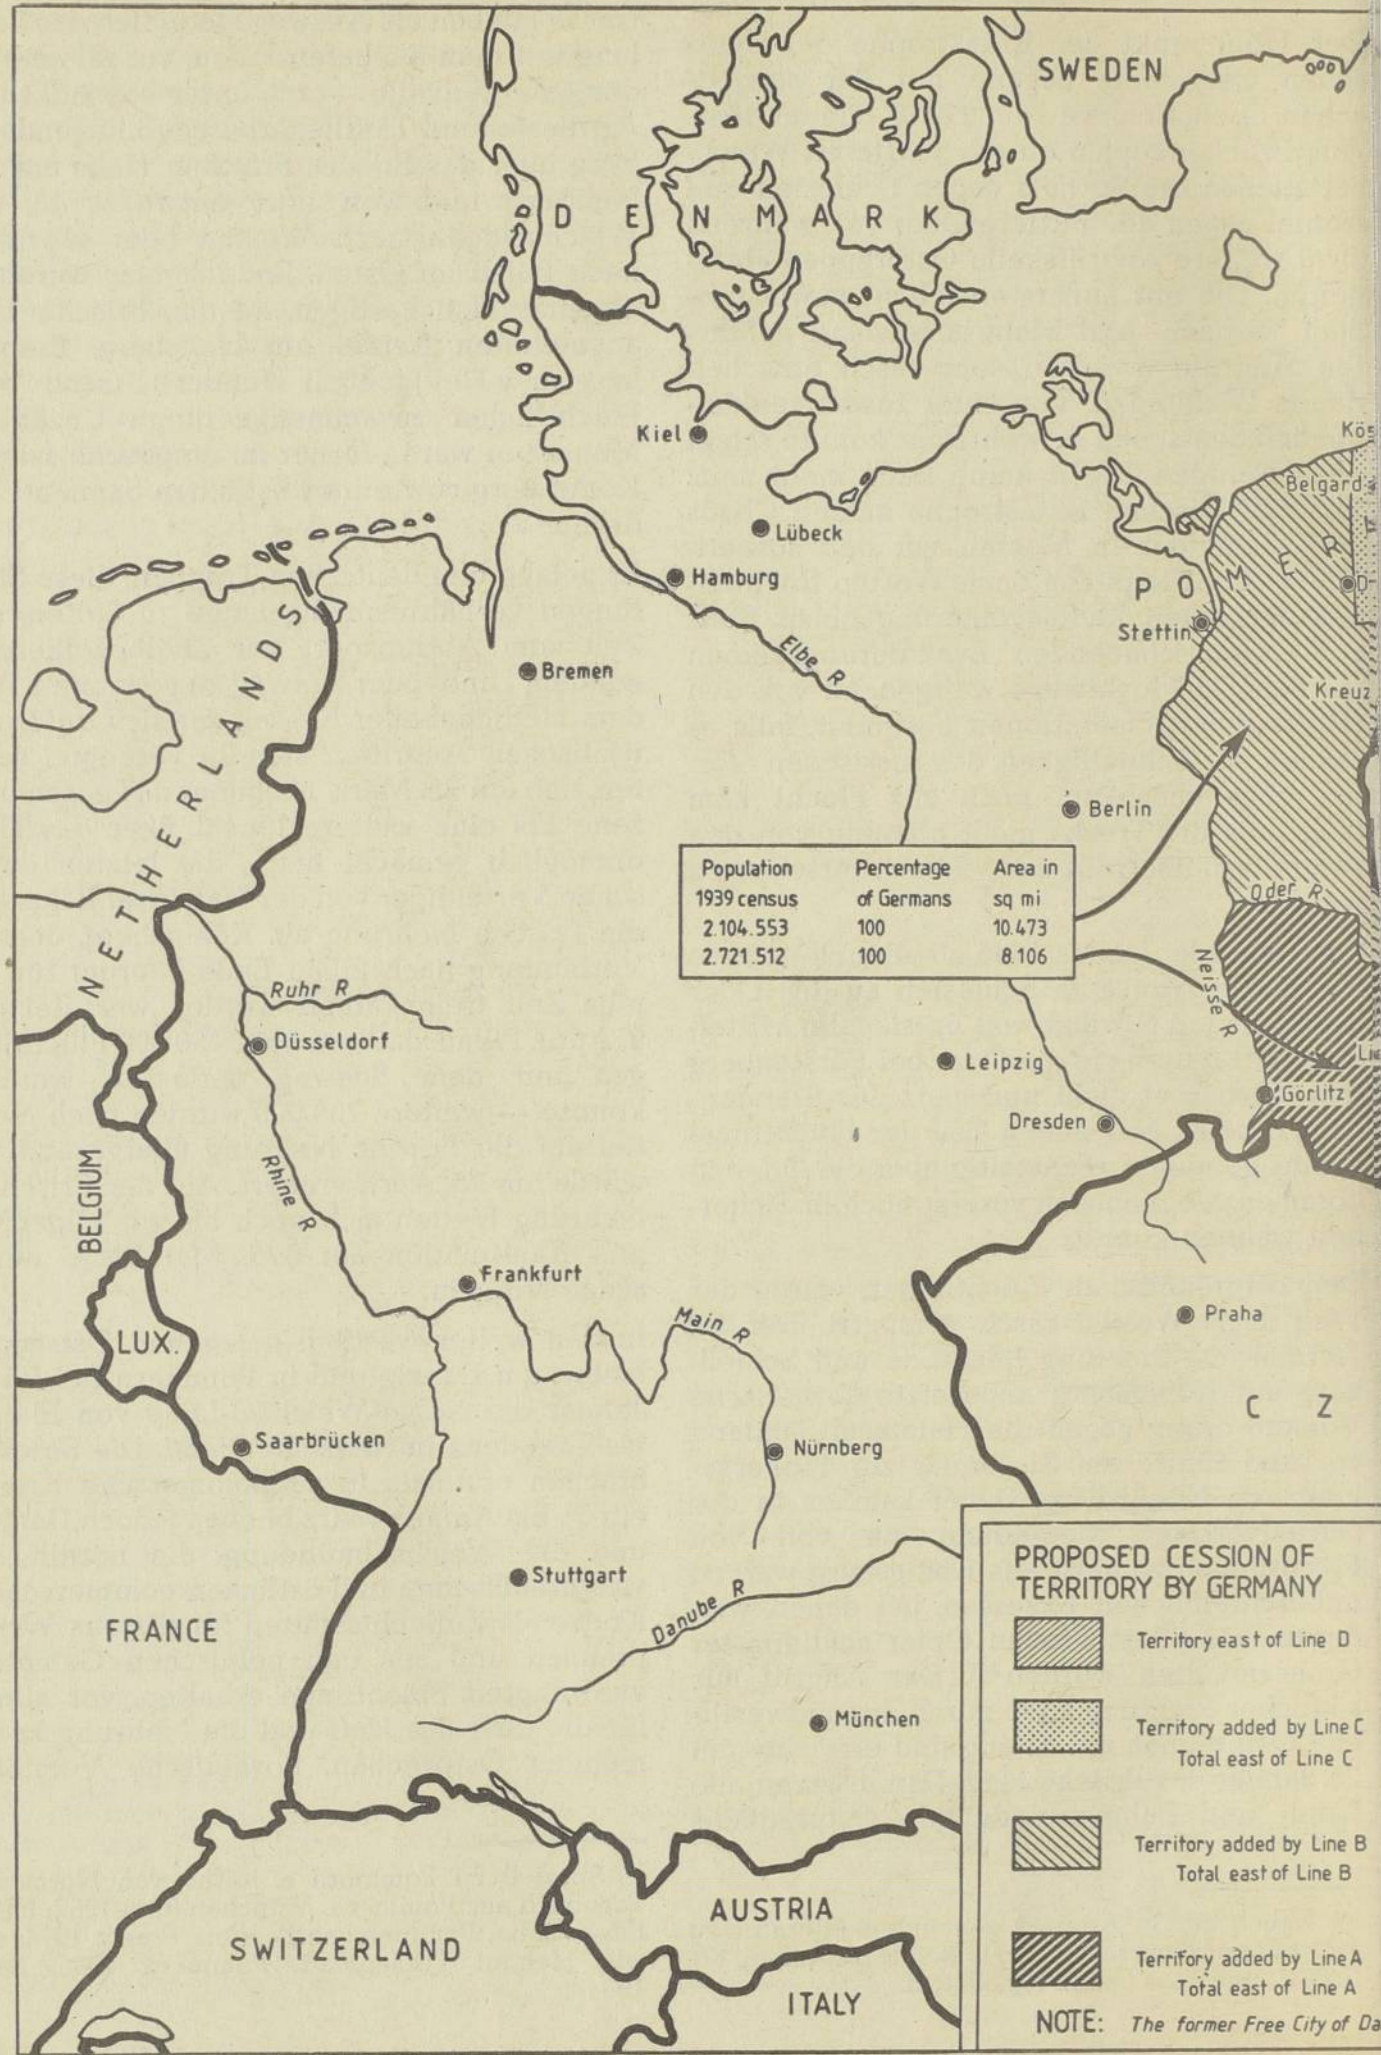 SWEDEN
D E N M A R K
Kiel
Kös
Belgard
Lübeck
Hamburg
P O M E R
D
Stettin
Elbe R
Bremen
Kreuz
NETHERLANDS
Berlin
Population Percentage Area in
1939 census of Germans sq mi
2.104.553 100 10.473
2.721.512 100 8.106
Oder R
Neisse R
Ruhr R
Düsseldorf
Leipzig
Lie
Görlitz
Dresden
BELGIUM
Rhine R
Frankfurt
Praha
LUX.
Main R
C Z
Saarbrücken
Nürnberg
Stuttgart
Danube R
FRANCE
München
AUSTRIA
SWITZERLAND
ITALY
PROPOSED CESSION OF
TERRITORY BY GERMANY
Territory east of Line D
Territory added by Line C
Total east of Line C
Territory added by Line B
Total east of Line B
Territory added by Line A
Total east of Line A
NOTE: The former Free City of Da